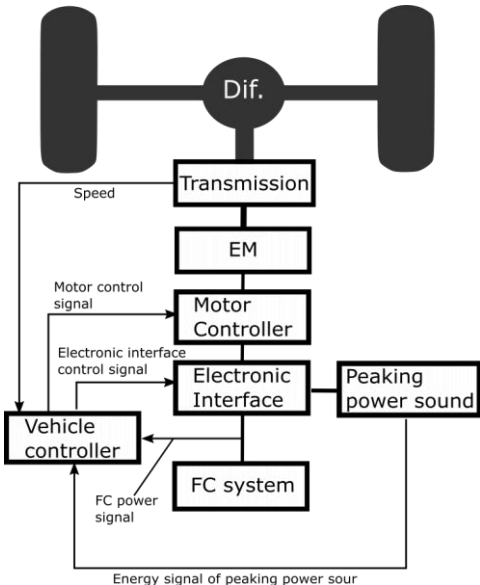 Dif.
Transmission
Speed
EM
Motor control
signal
Motor
Controller
Electronic interface
control signal
Electronic
Interface
Peaking
power sound
Vehicle
controller
FC power
signal
FC system
Energy signal of peaking power sour